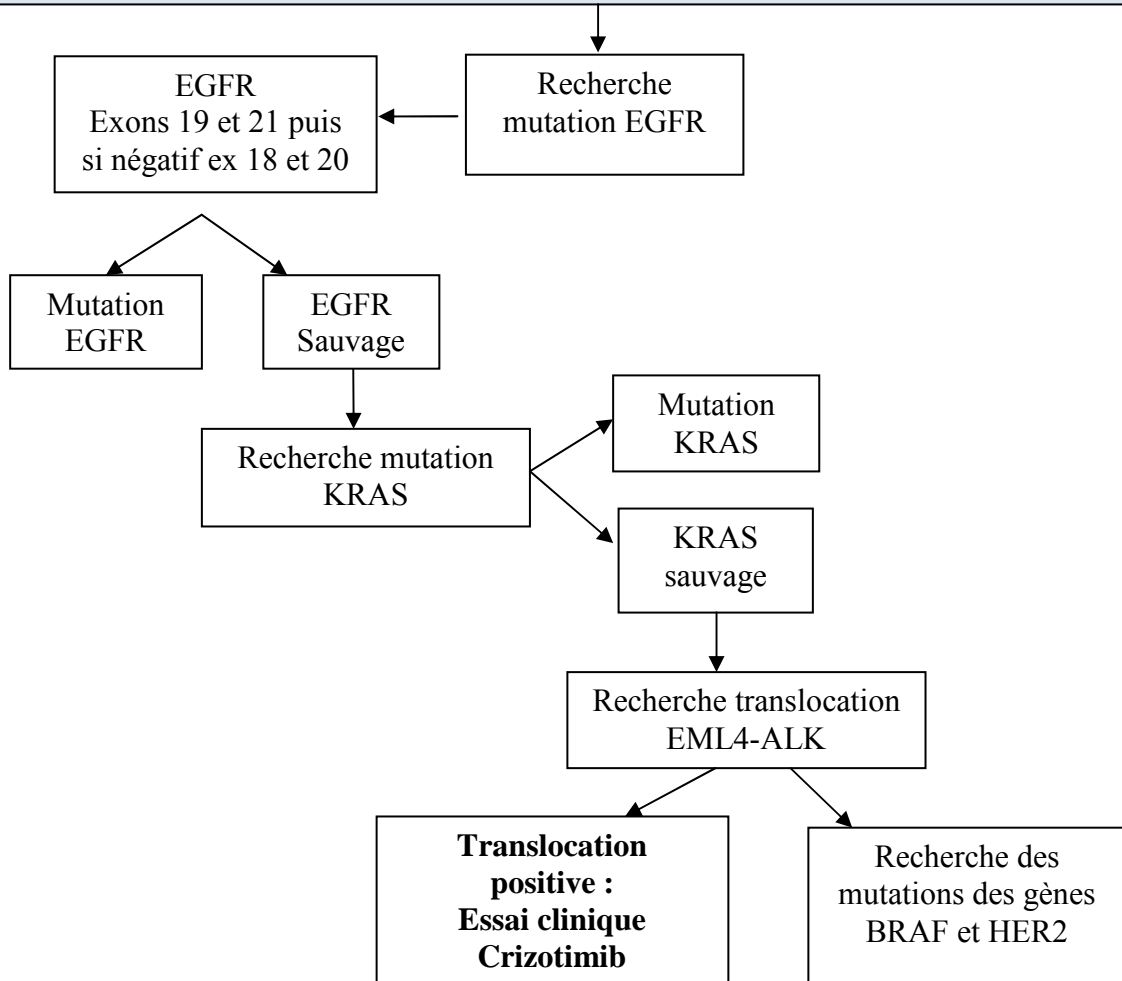 Recherche
mutation EGFR
EGFR
Exons 19 et 21 puis
si négatif ex 18 et 20
Mutation
EGFR
EGFR
Sauvage
Recherche mutation
KRAS
Mutation
KRAS
KRAS
sauvage
Recherche translocation
EML4-ALK
Translocation
positive :
Essai clinique
Crizotimib
Recherche des
mutations des gènes
BRAF et HER2